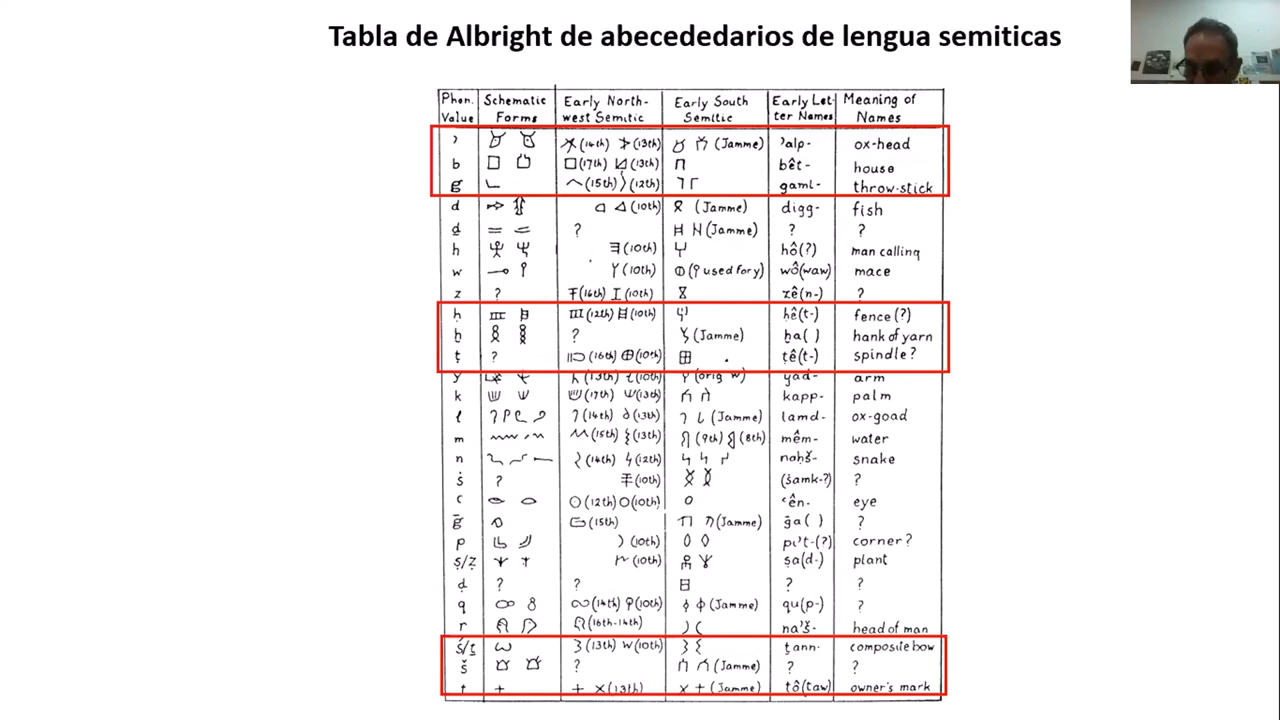 Tabla de Albright de abecededarios de lengua semiticas
Phon. Value Schematic Forms Early North-west Semitic Early South Semitic Early Letter Names Meaning of Names
ʾ (14th) (13th) (Jamme) ʾalp- ox-head
b (17th) (13th) bêt- house
g (15th) (12th) gaml- throw-stick
d (10th) (Jamme) digg- fish
ḏ ? (Jamme) ? ?
h (10th) hô(?) man calling
w (10th) ( used for y) wô(waw) mace
z ? (16th) (10th) zê(n-) ?
ḥ (12th) (10th) ḥê(t-) fence (?)
ḫ ? (Jamme) ḫa( ) hank of yarn
ṭ ? (16th) (10th) ṭê(t-) spindle?
y (13th) (10th) (orig w) yad- arm
k (17th) (13th) kapp- palm
l (14th) (13th) (Jamme) lamd- ox-goad
m (15th) (13th) (9th) (8th) mêm- water
n (14th) (12th) naḥš- snake
ṡ ? (10th) (ṡamk-?) ?
ʿ (12th) (10th) ʿên- eye
ḡ (15th) (Jamme) ḡa( ) ?
p (10th) piʾt-(?) corner?
ṣ/ẓ (10th) ṣa(d-) plant
ḍ ? ? ? ?
q (14th) (10th) (Jamme) qu(p-) ?
r (16th-14th) naʾš- head of man
ś/ṯ (13th) (10th) ṯann- composite bow
š ? (Jamme) ? ?
t (13th) (Jamme) tô(taw) owner's mark